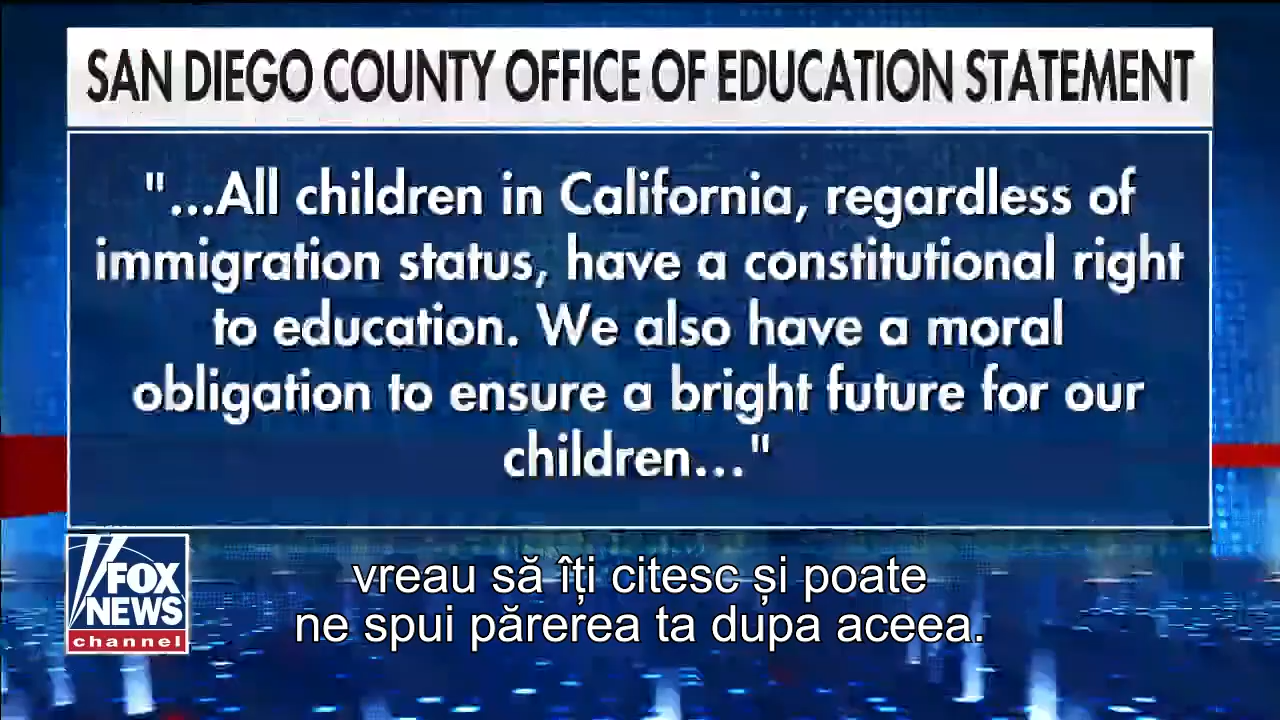 SAN DIEGO COUNTY OFFICE OF EDUCATION STATEMENT
"...All children in California, regardless of
immigration status, have a constitutional right
to education. We also have a moral
obligation to ensure a bright future for our
children..."
FOX
NEWS
channel
vreau să îți citesc și poate
ne spui părerea ta dupa aceea.